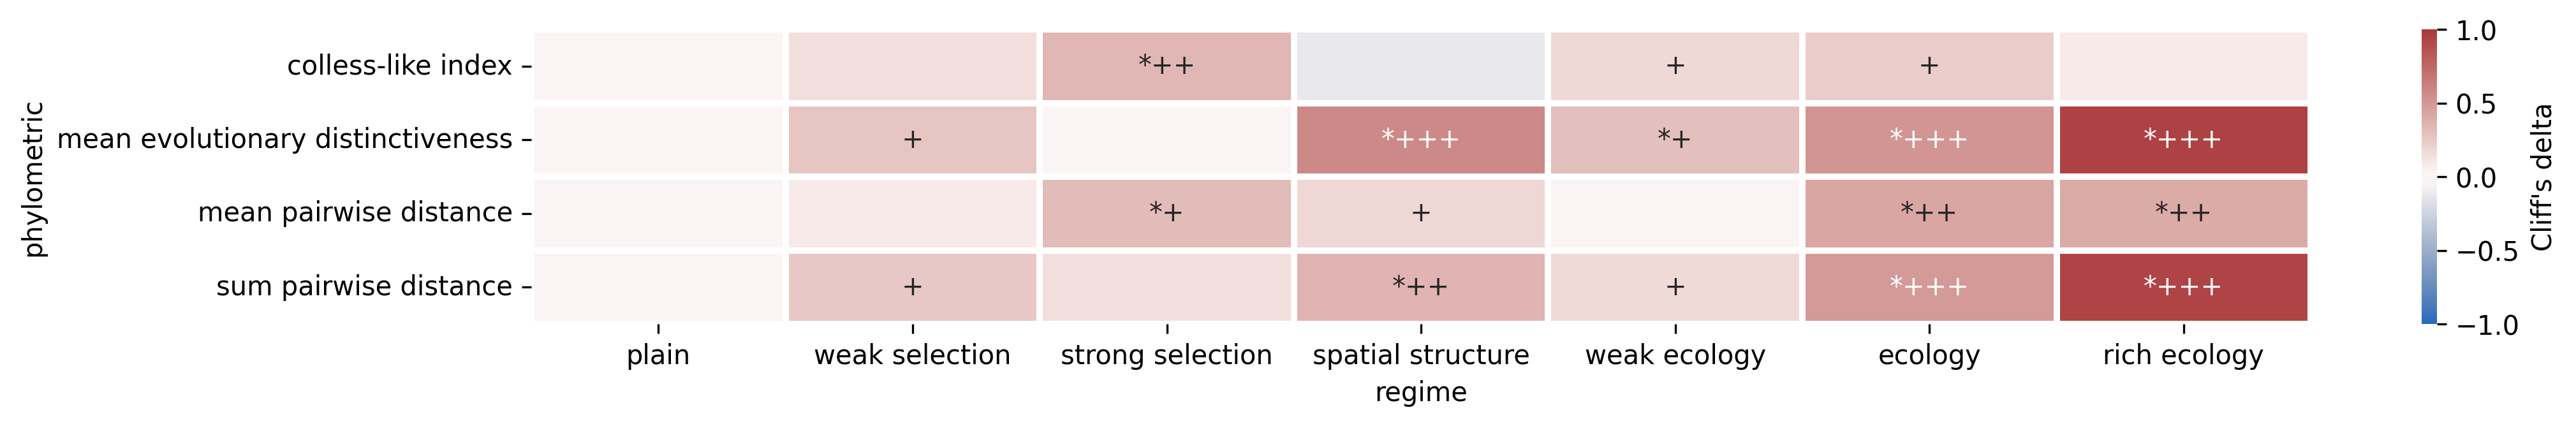 phylometric
colless-like index
*++
+
+
mean evolutionary distinctiveness
+
*+++
*+
*+++
*+++
mean pairwise distance
*+
+
*++
*++
sum pairwise distance
+
*++
+
*+++
*+++
plain
weak selection
strong selection
spatial structure
weak ecology
ecology
rich ecology
regime
1.0
0.5
0.0
−0.5
−1.0
Cliff's delta